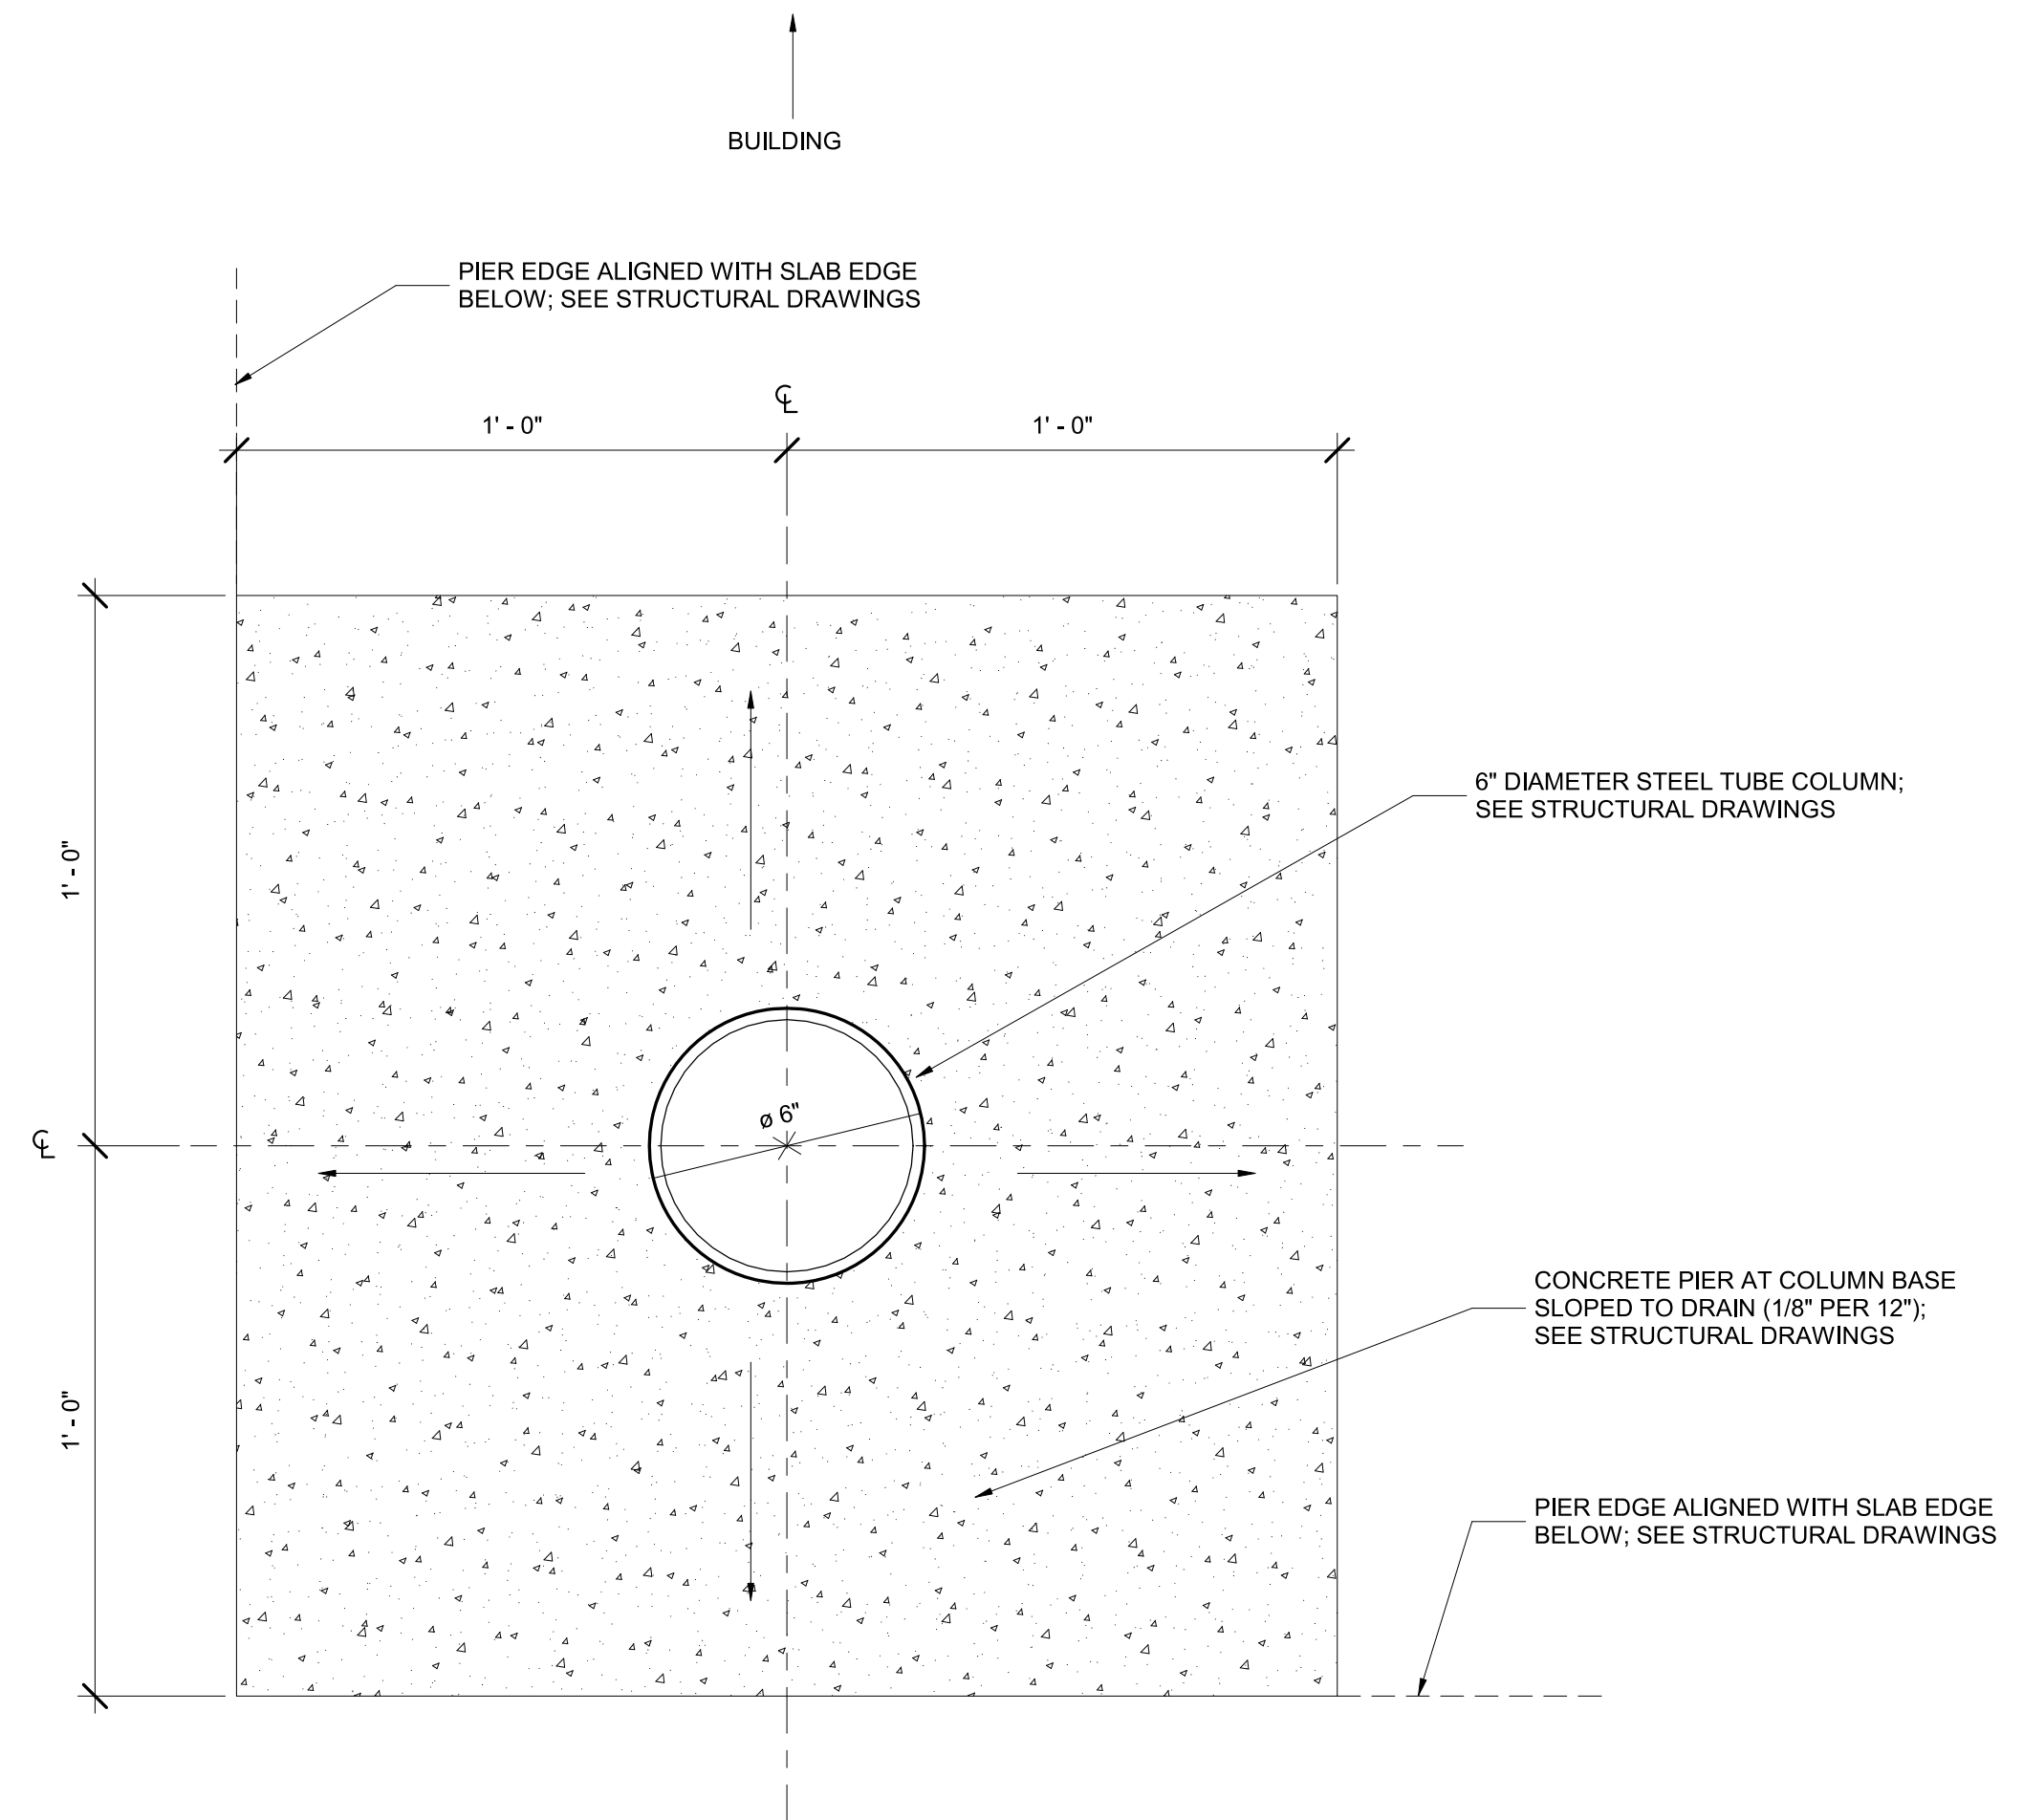 BUILDING
PIER EDGE ALIGNED WITH SLAB EDGE
BELOW; SEE STRUCTURAL DRAWINGS
℄
1' - 0"
1' - 0"
6" DIAMETER STEEL TUBE COLUMN;
SEE STRUCTURAL DRAWINGS
1' - 0"
ø 6"
℄
CONCRETE PIER AT COLUMN BASE
SLOPED TO DRAIN (1/8" PER 12");
SEE STRUCTURAL DRAWINGS
1' - 0"
PIER EDGE ALIGNED WITH SLAB EDGE
BELOW; SEE STRUCTURAL DRAWINGS